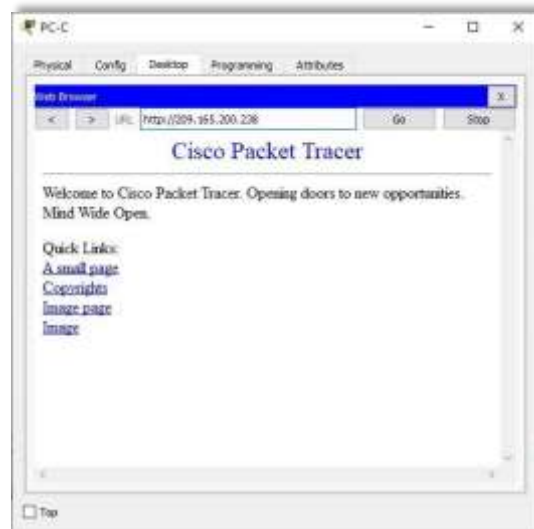 PC-C
Physical Config Desktop Programming Attributes
Web Browser X
< > URL http://209.165.200.238 Go Stop
Cisco Packet Tracer
Welcome to Cisco Packet Tracer. Opening doors to new opportunities.
Mind Wide Open.
Quick Links:
A small page
Copyrights
Image page
Image
Top